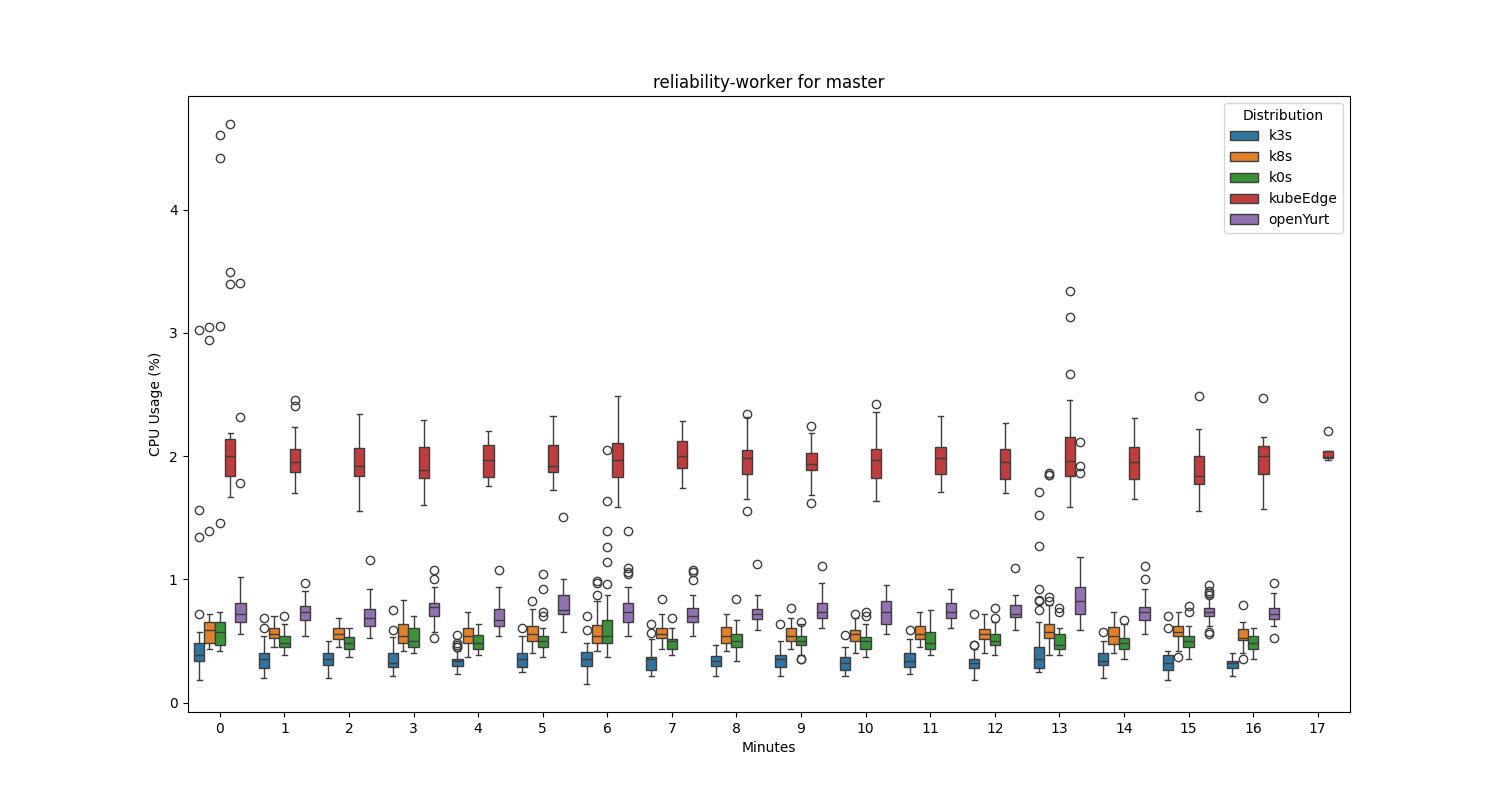 reliability-worker for master
Distribution
k3s
k8s
k0s
kubeEdge
openYurt
CPU Usage (%)
4
3
2
1
0
0 1 2 3 4 5 6 7 8 9 10 11 12 13 14 15 16 17
Minutes